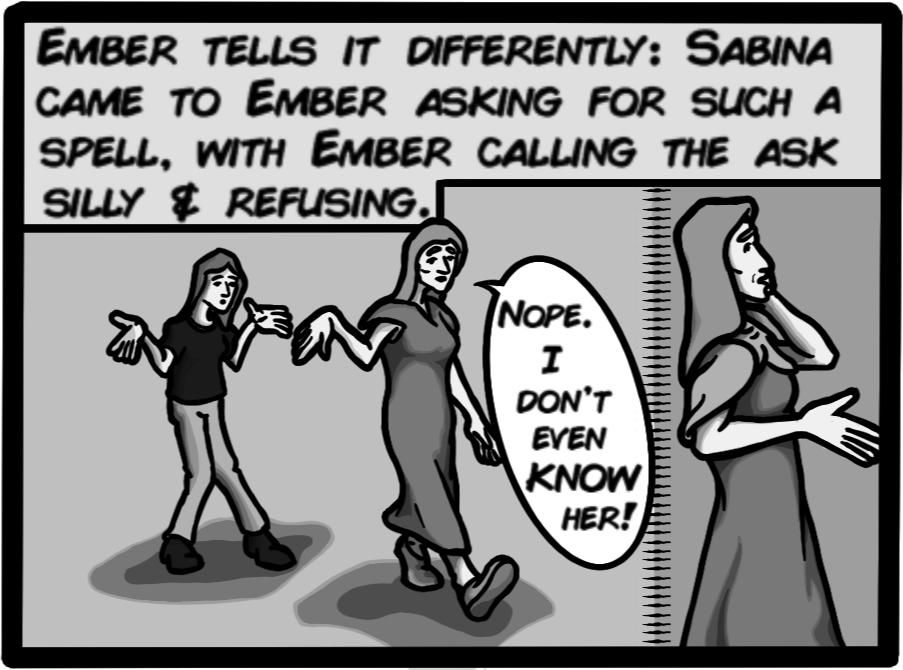 Ember tells it differently: Sabina
came to Ember asking for such a
spell, with Ember calling the ask
silly & refusing.
Nope.
I
don't
even
know
her!